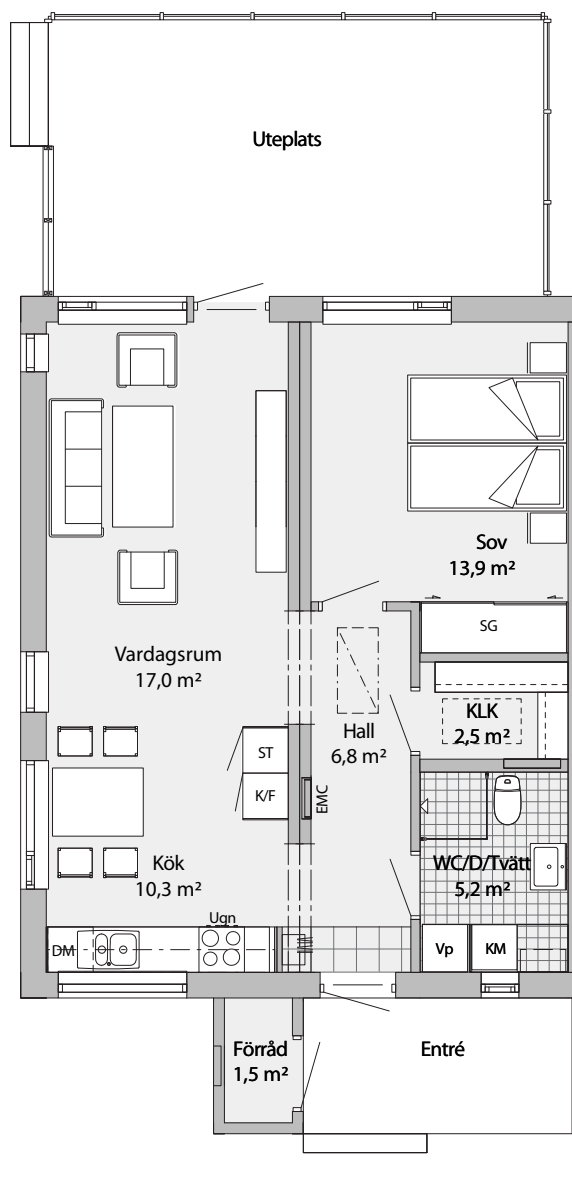 Uteplats
Sov
13,9 m²
SG
Vardagsrum
17,0 m²
KLK
2,5 m²
Hall
6,8 m²
ST
K/F
EMC
Kök
10,3 m²
WC/D/Tvätt
5,2 m²
Ugn
DM
Vp
KM
Förråd
1,5 m²
Entré